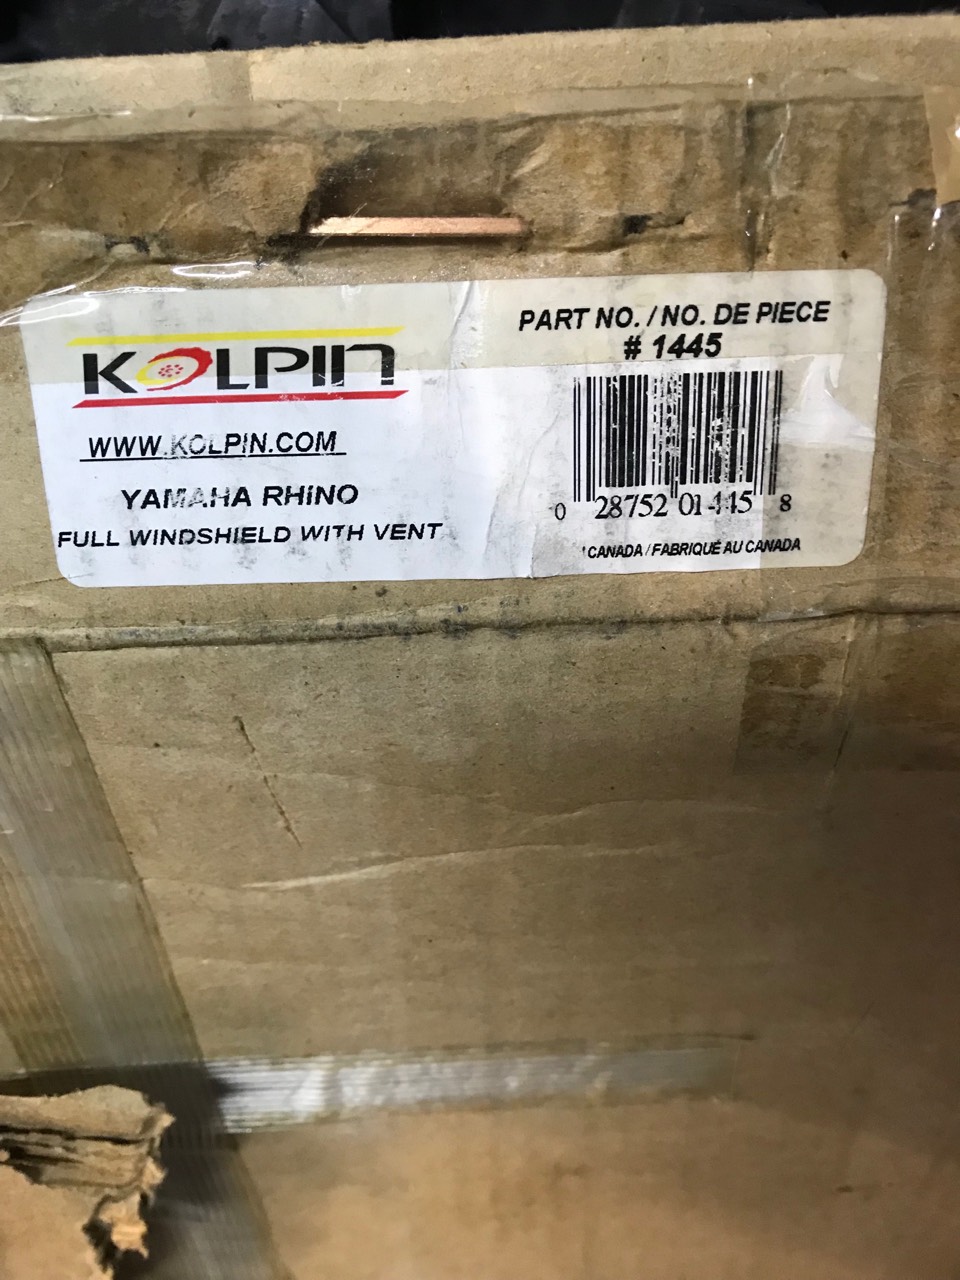 KOLPIN
WWW.KOLPIN.COM
YAMAHA RHINO
FULL WINDSHIELD WITH VENT
PART NO. / NO. DE PIECE
# 1445
0 28752 01445 8
CANADA / FABRIQUE AU CANADA